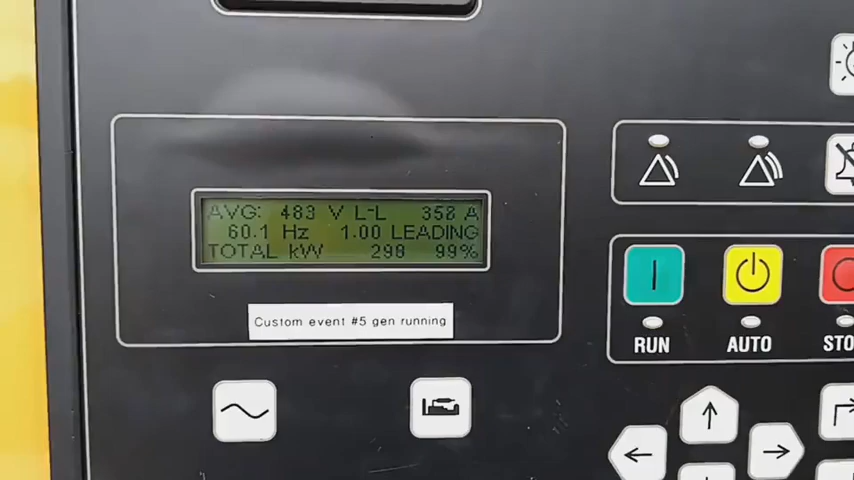 AVG: 483 V L-L 358 A
60.1 Hz 1.00 LEADING
TOTAL kW 298 99%
Custom event #5 gen running
RUN
AUTO
STO